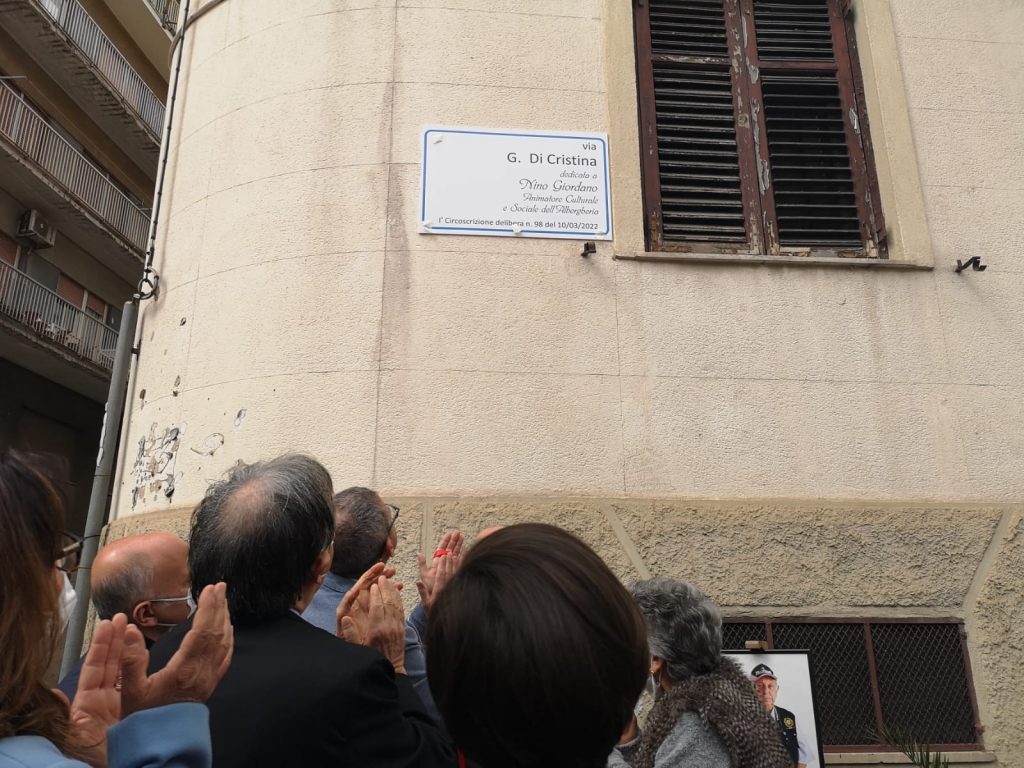 via
G. Di Cristina
dedicata a
Nino Giordano
Animatore Culturale
e Sociale dell'Albergheria
I° Circoscrizione delibera n. 98 del 10/03/2022